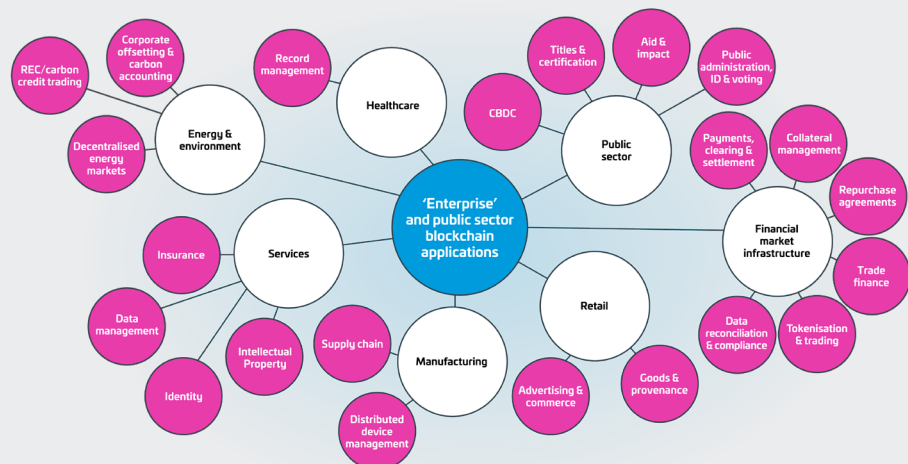 Corporate
offsetting &
carbon
accounting
REC/carbon
credit trading
Decentralised
energy
markets
Energy &
environment
Record
management
Healthcare
Titles &
certification
Aid &
impact
Public
administration,
ID & voting
CBDC
Public
sector
Payments,
clearing &
settlement
Collateral
management
Repurchase
agreements
Financial
market
infrastructure
Trade
finance
Data
reconciliation
& compliance
Tokenisation
& trading
‘Enterprise’
and public sector
blockchain
applications
Insurance
Services
Data
management
Identity
Intellectual
Property
Supply chain
Manufacturing
Distributed
device
management
Retail
Advertising &
commerce
Goods &
provenance